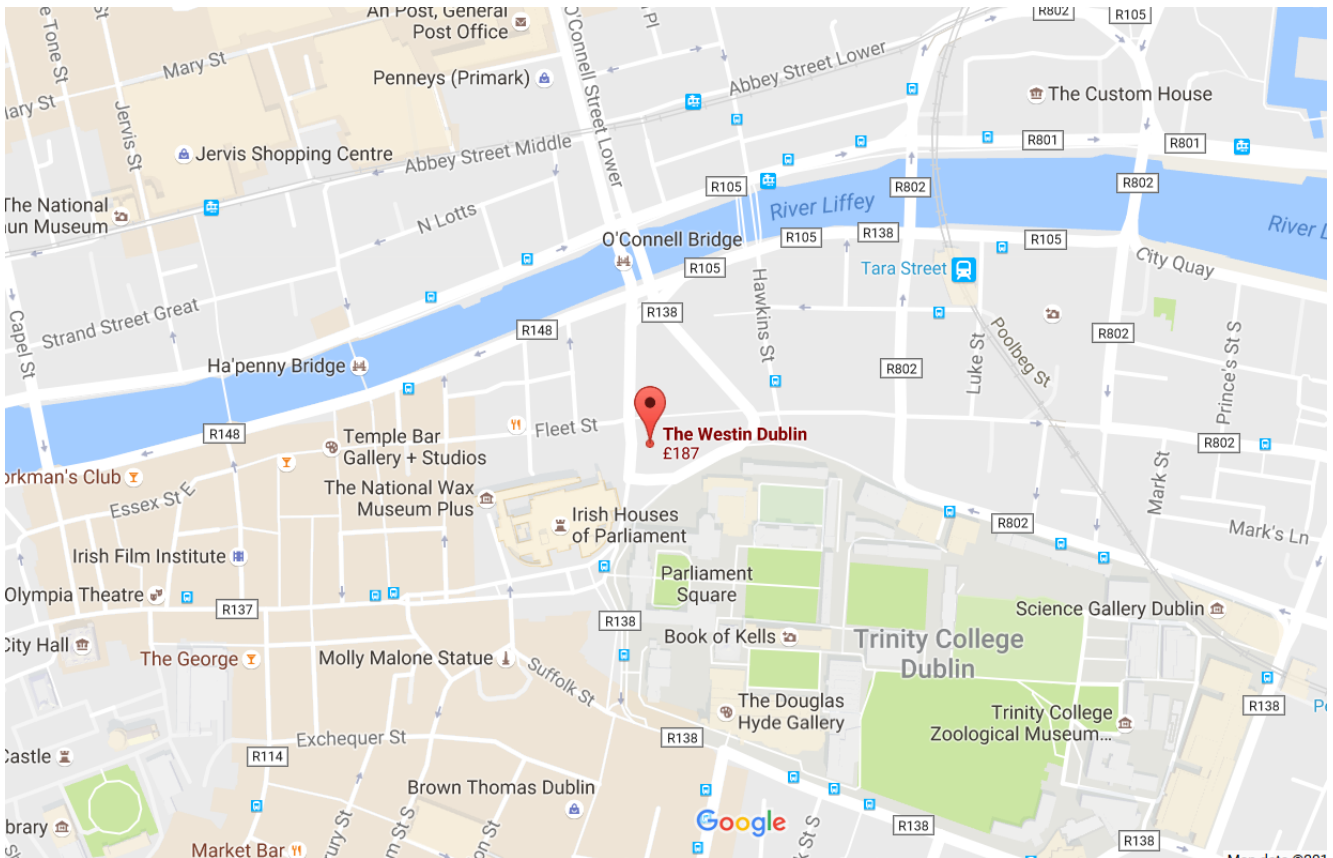 An Post, General
Post Office
O'Connell Street Lower
R802
R105
Mary St
Penneys (Primark)
Abbey Street Lower
The Custom House
Jervis St
Jervis Shopping Centre
Abbey Street Middle
R801
R801
R105
R802
R802
The National
N Lotts
River Liffey
O'Connell Bridge
R105
R138
R105
R105
City Quay
Tara Street
Hawkins St
Strand Street Great
Capel St
R138
R148
R802
Poolbeg St
Luke St
Prince's St S
Ha'penny Bridge
R802
R148
Fleet St
The Westin Dublin
£187
Temple Bar
Gallery + Studios
R802
Essex St E
The National Wax
Museum Plus
Mark St
Irish Houses
of Parliament
R802
Mark's Ln
Irish Film Institute
Parliament
Square
Olympia Theatre
R137
R138
Science Gallery Dublin
City Hall
Book of Kells
Trinity College
Dublin
The George
Molly Malone Statue
Suffolk St
The Douglas
Hyde Gallery
Trinity College
Zoological Museum...
R138
Exchequer St
R138
R114
Brown Thomas Dublin
Google
R138
R138
Market Bar